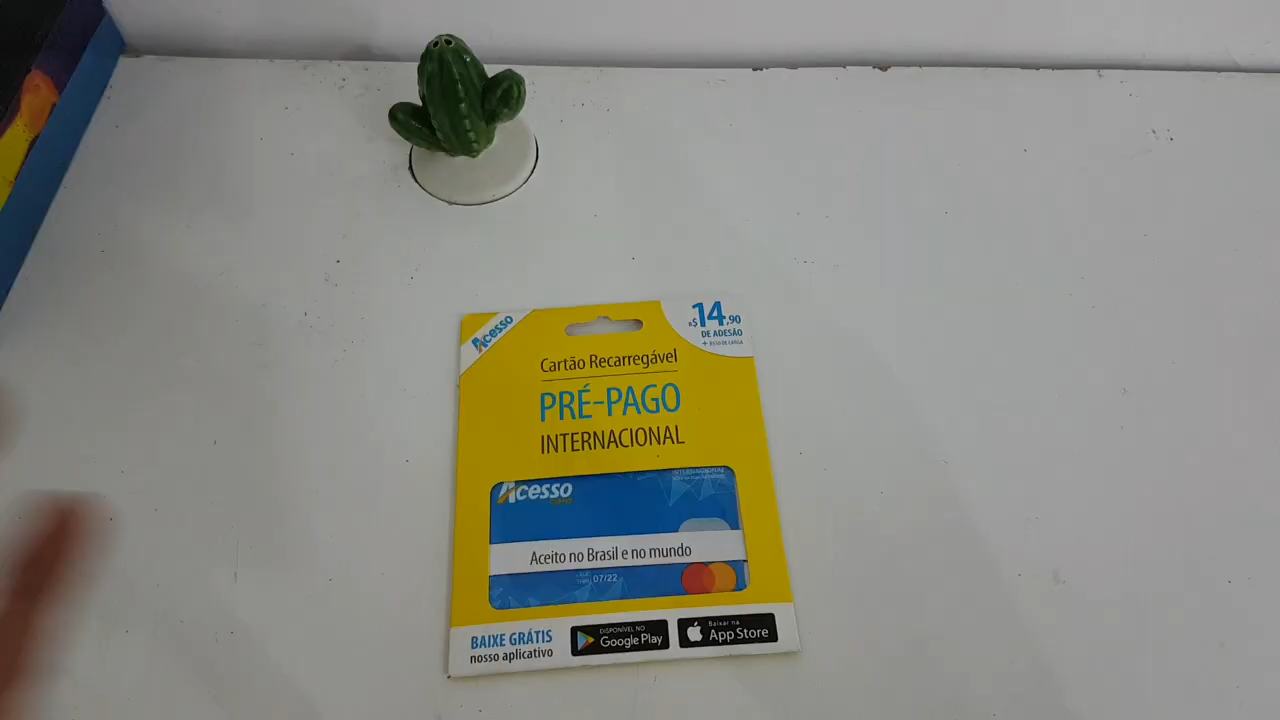 Acesso
R$14,90
DE ADESÃO
Cartão Recarregável
PRÉ-PAGO
INTERNACIONAL
Acesso
INTERNACIONAL
Aceito no Brasil e no mundo
07/22
BAIXE GRÁTIS
nosso aplicativo
DISPONÍVEL NO
Google Play
Baixar na
App Store